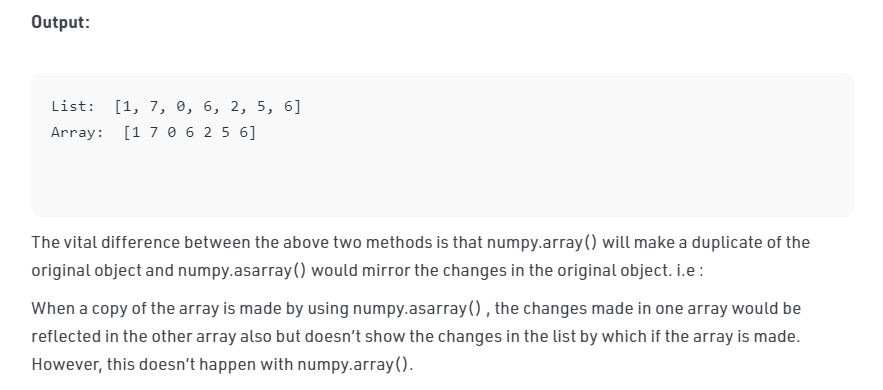 Output:
List:  [1, 7, 0, 6, 2, 5, 6]
Array:  [1 7 0 6 2 5 6]
The vital difference between the above two methods is that numpy.array() will make a duplicate of the
original object and numpy.asarray() would mirror the changes in the original object. i.e :
When a copy of the array is made by using numpy.asarray() , the changes made in one array would be
reflected in the other array also but doesn't show the changes in the list by which if the array is made.
However, this doesn't happen with numpy.array().